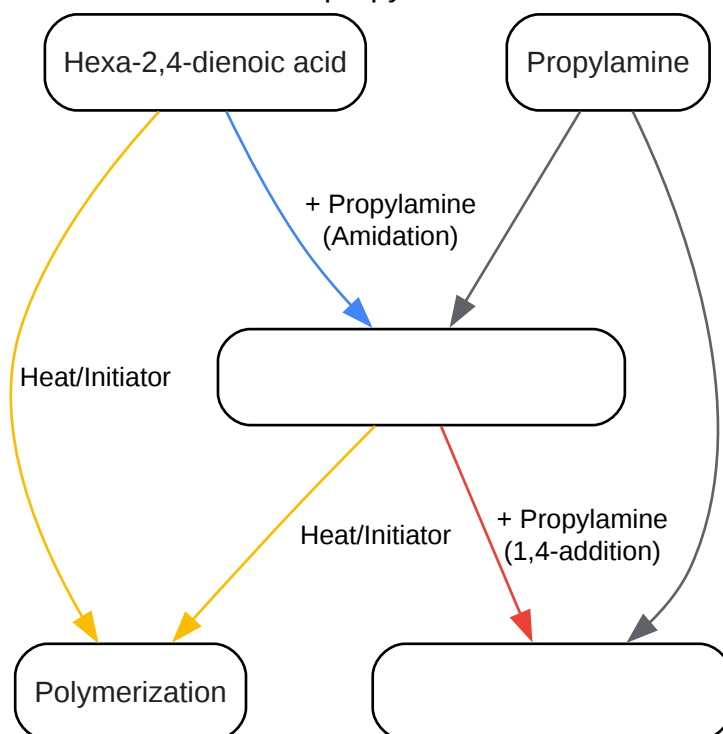 Hexa-2,4-dienoic acid
Propylamine
+ Propylamine
(Amidation)
Heat/Initiator
Heat/Initiator
+ Propylamine
(1,4-addition)
Polymerization